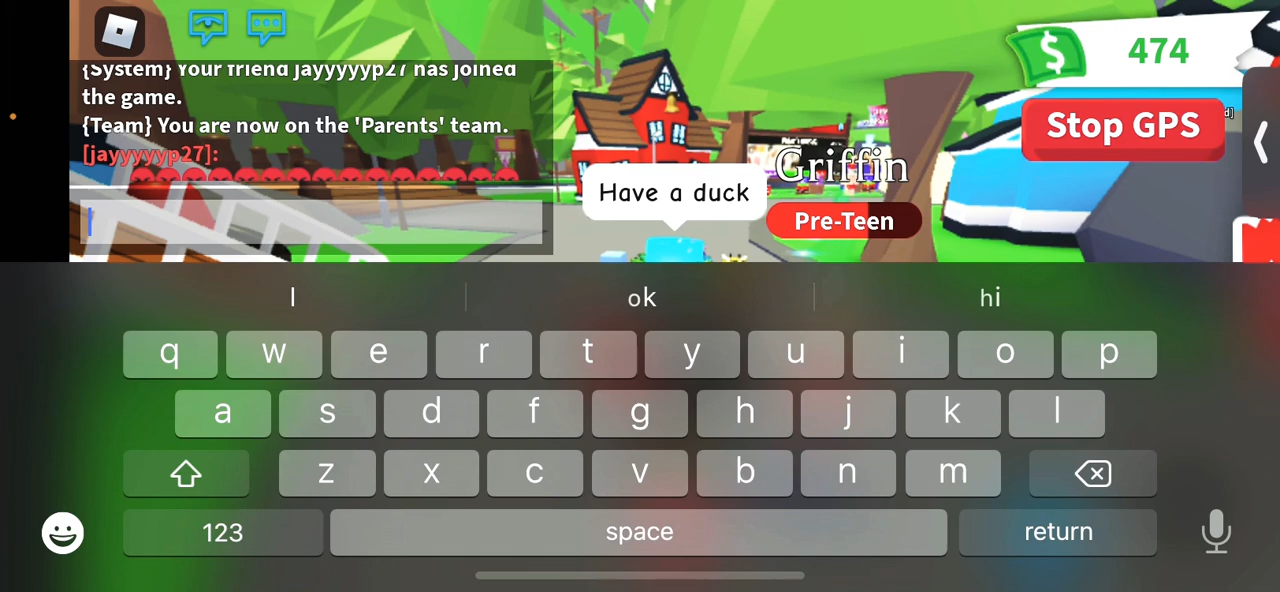 {System} Your friend jayyyyyp27 has joined
the game.
{Team} You are now on the 'Parents' team.
[jayyyyyp27]:
474
Stop GPS
Griffin
Have a duck
Pre-Teen
I ok hi
q w e r t y u i o p
a s d f g h j k l
z x c v b n m
123 space return